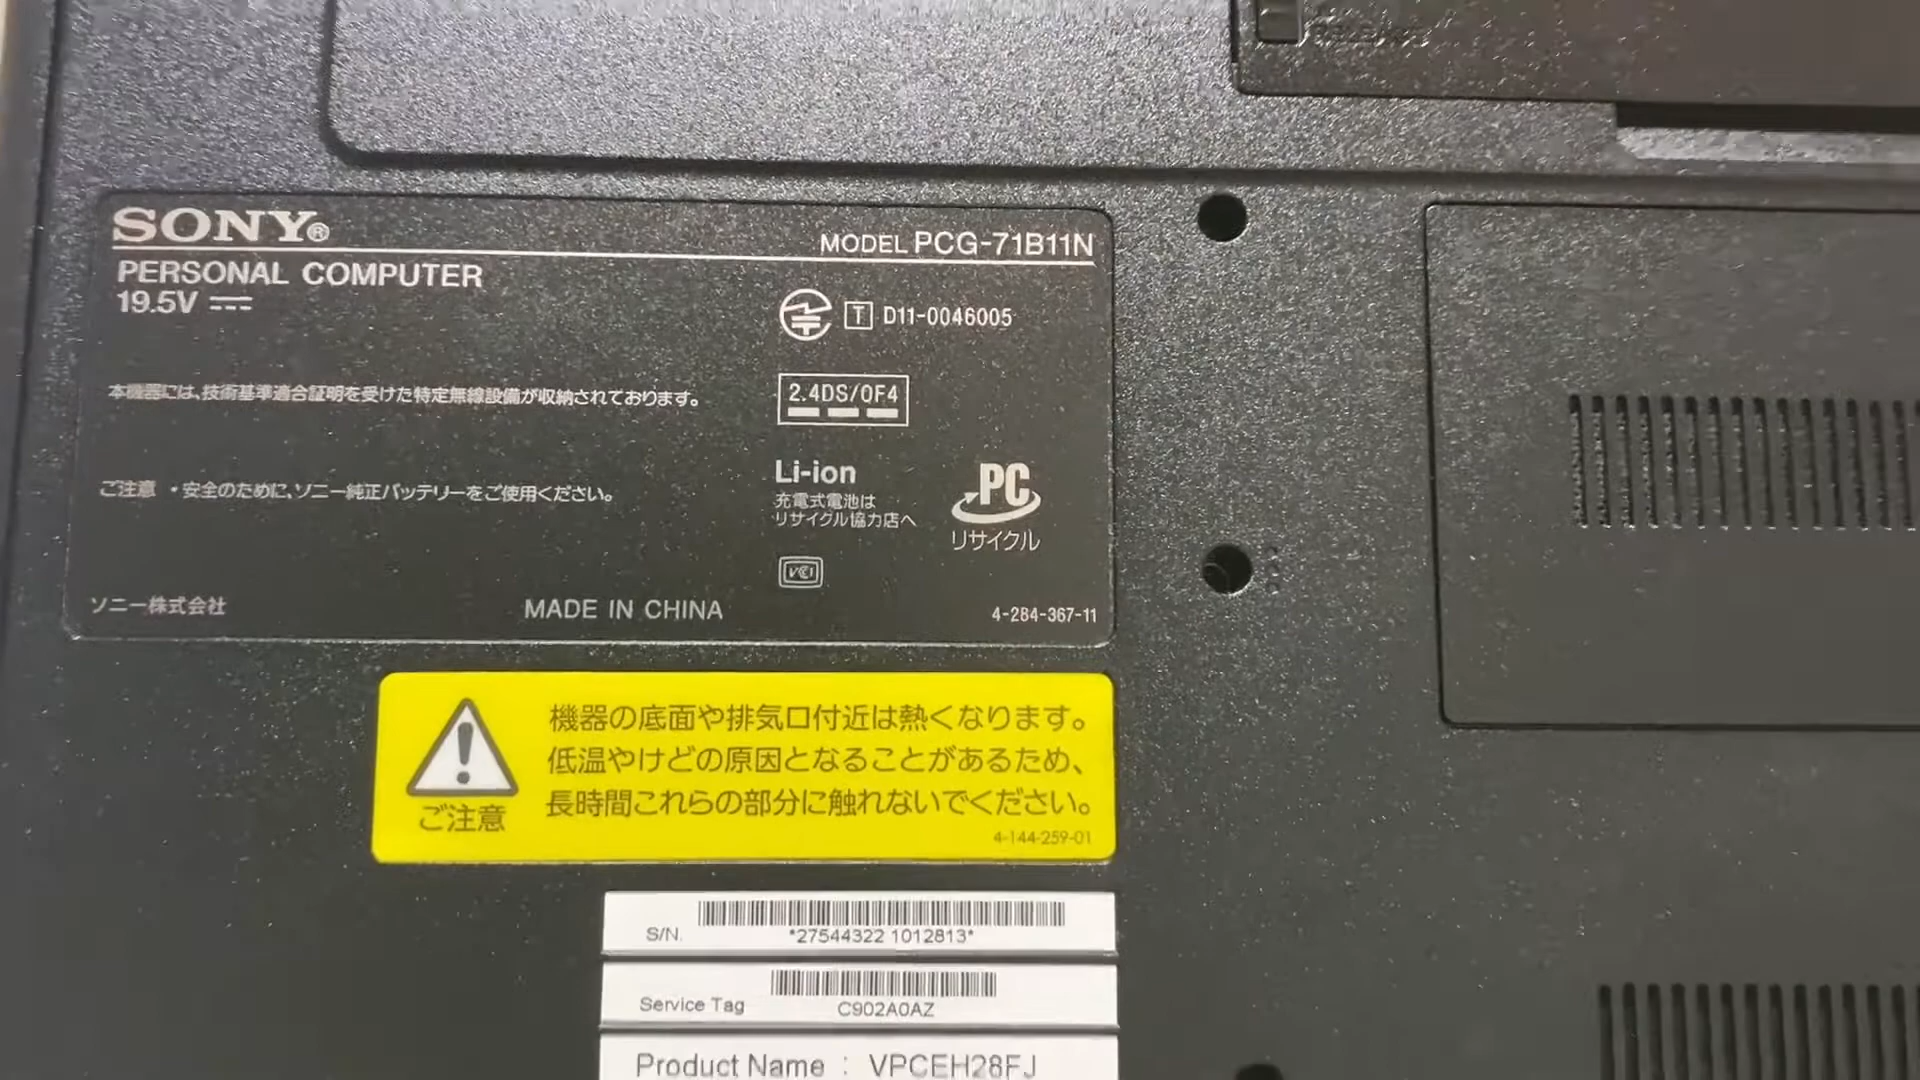 SONY®
MODEL PCG-71B11N
PERSONAL COMPUTER
19.5V
T D11-0046005
本機器には、技術基準適合証明を受けた特定無線設備が収納されております。
2.4DS/OF4
ご注意 ・安全のために、ソニー純正バッテリーをご使用ください。
Li-ion
充電式電池は
リサイクル協力店へ
PC
リサイクル
VCI
ソニー株式会社
MADE IN CHINA
4-284-367-11
機器の底面や排気口付近は熱くなります。
低温やけどの原因となることがあるため、
長時間これらの部分に触れないでください。
ご注意
4-144-259-01
S/N.
*27544322 1012813*
Service Tag
C902A0AZ
Product Name : VPCEH28FJ